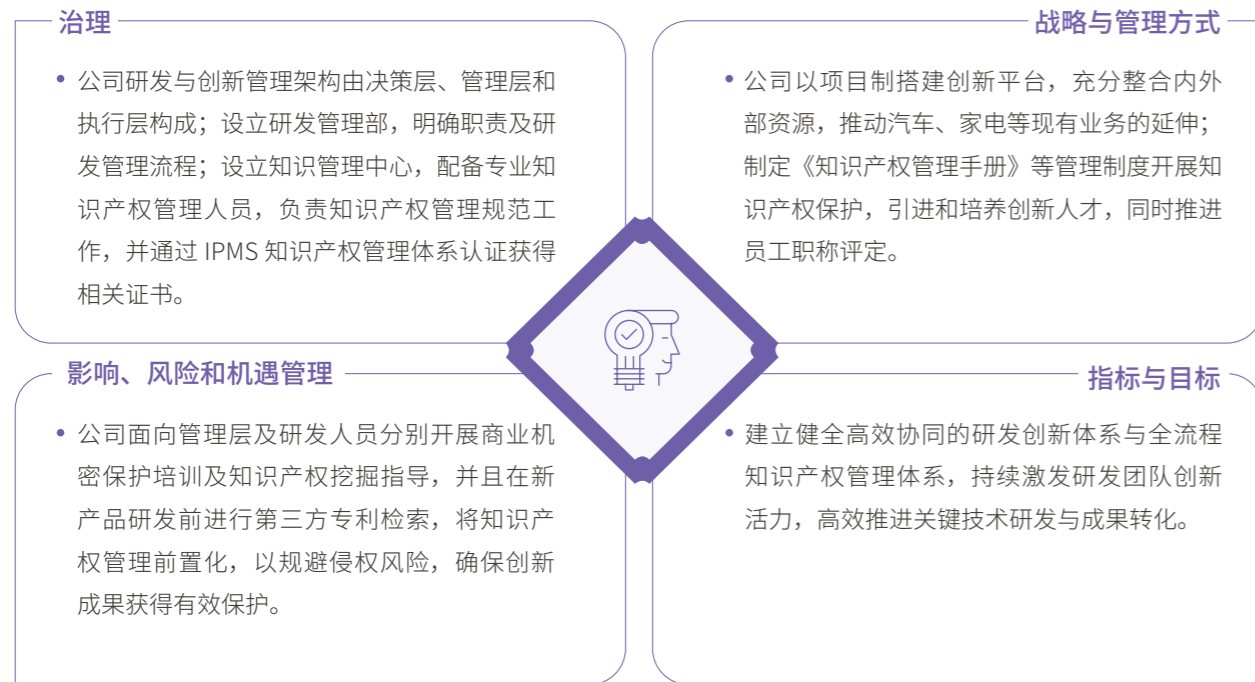 治理
公司研发与创新管理架构由决策层、管理层和
执行层构成；设立研发管理部，明确职责及研
发管理流程；设立知识管理中心，配备专业知
识产权管理人员，负责知识产权管理规范工
作，并通过 IPMS 知识产权管理体系认证获得
相关证书。
战略与管理方式
公司以项目制搭建创新平台，充分整合内外
部资源，推动汽车、家电等现有业务的延伸；
制定《知识产权管理手册》等管理制度开展知
识产权保护，引进和培养创新人才，同时推进
员工职称评定。
影响、风险和机遇管理
公司面向管理层及研发人员分别开展商业机
密保护培训及知识产权挖掘指导，并且在新
产品研发前进行第三方专利检索，将知识产
权管理前置化，以规避侵权风险，确保创新
成果获得有效保护。
指标与目标
建立健全高效协同的研发创新体系与全流程
知识产权管理体系，持续激发研发团队创新
活力，高效推进关键技术研发与成果转化。